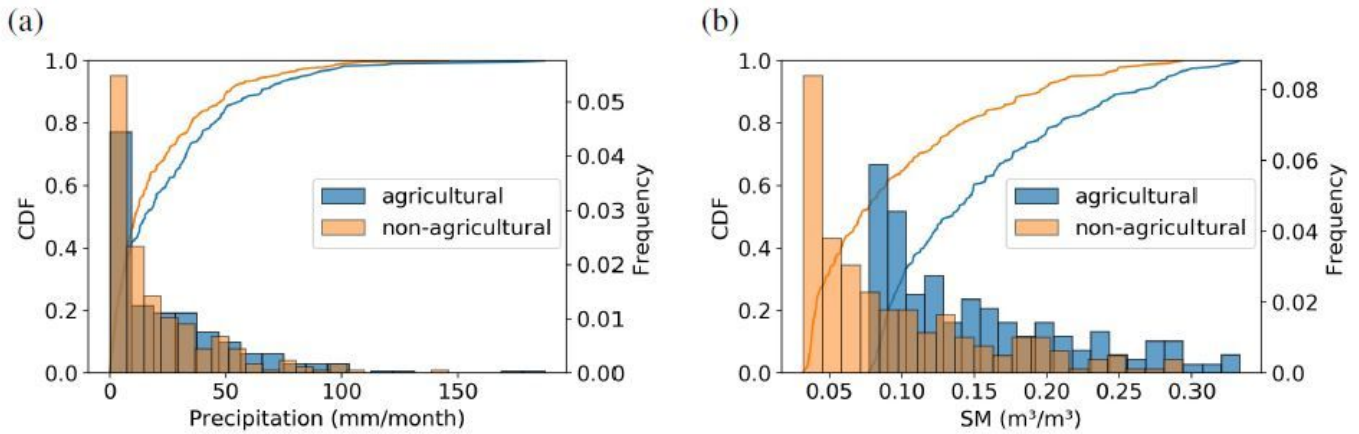 (a)
1.0
0.8
0.6
0.4
0.2
0.0
CDF
0.05
0.04
0.03
0.02
0.01
0.00
Frequency
agricultural
non-agricultural
0
50
100
150
Precipitation (mm/month)
(b)
1.0
0.8
0.6
0.4
0.2
0.0
CDF
0.08
0.06
0.04
0.02
0.0
Frequency
agricultural
non-agricultural
0.05
0.10
0.15
0.20
0.25
0.30
SM (m³/m³)